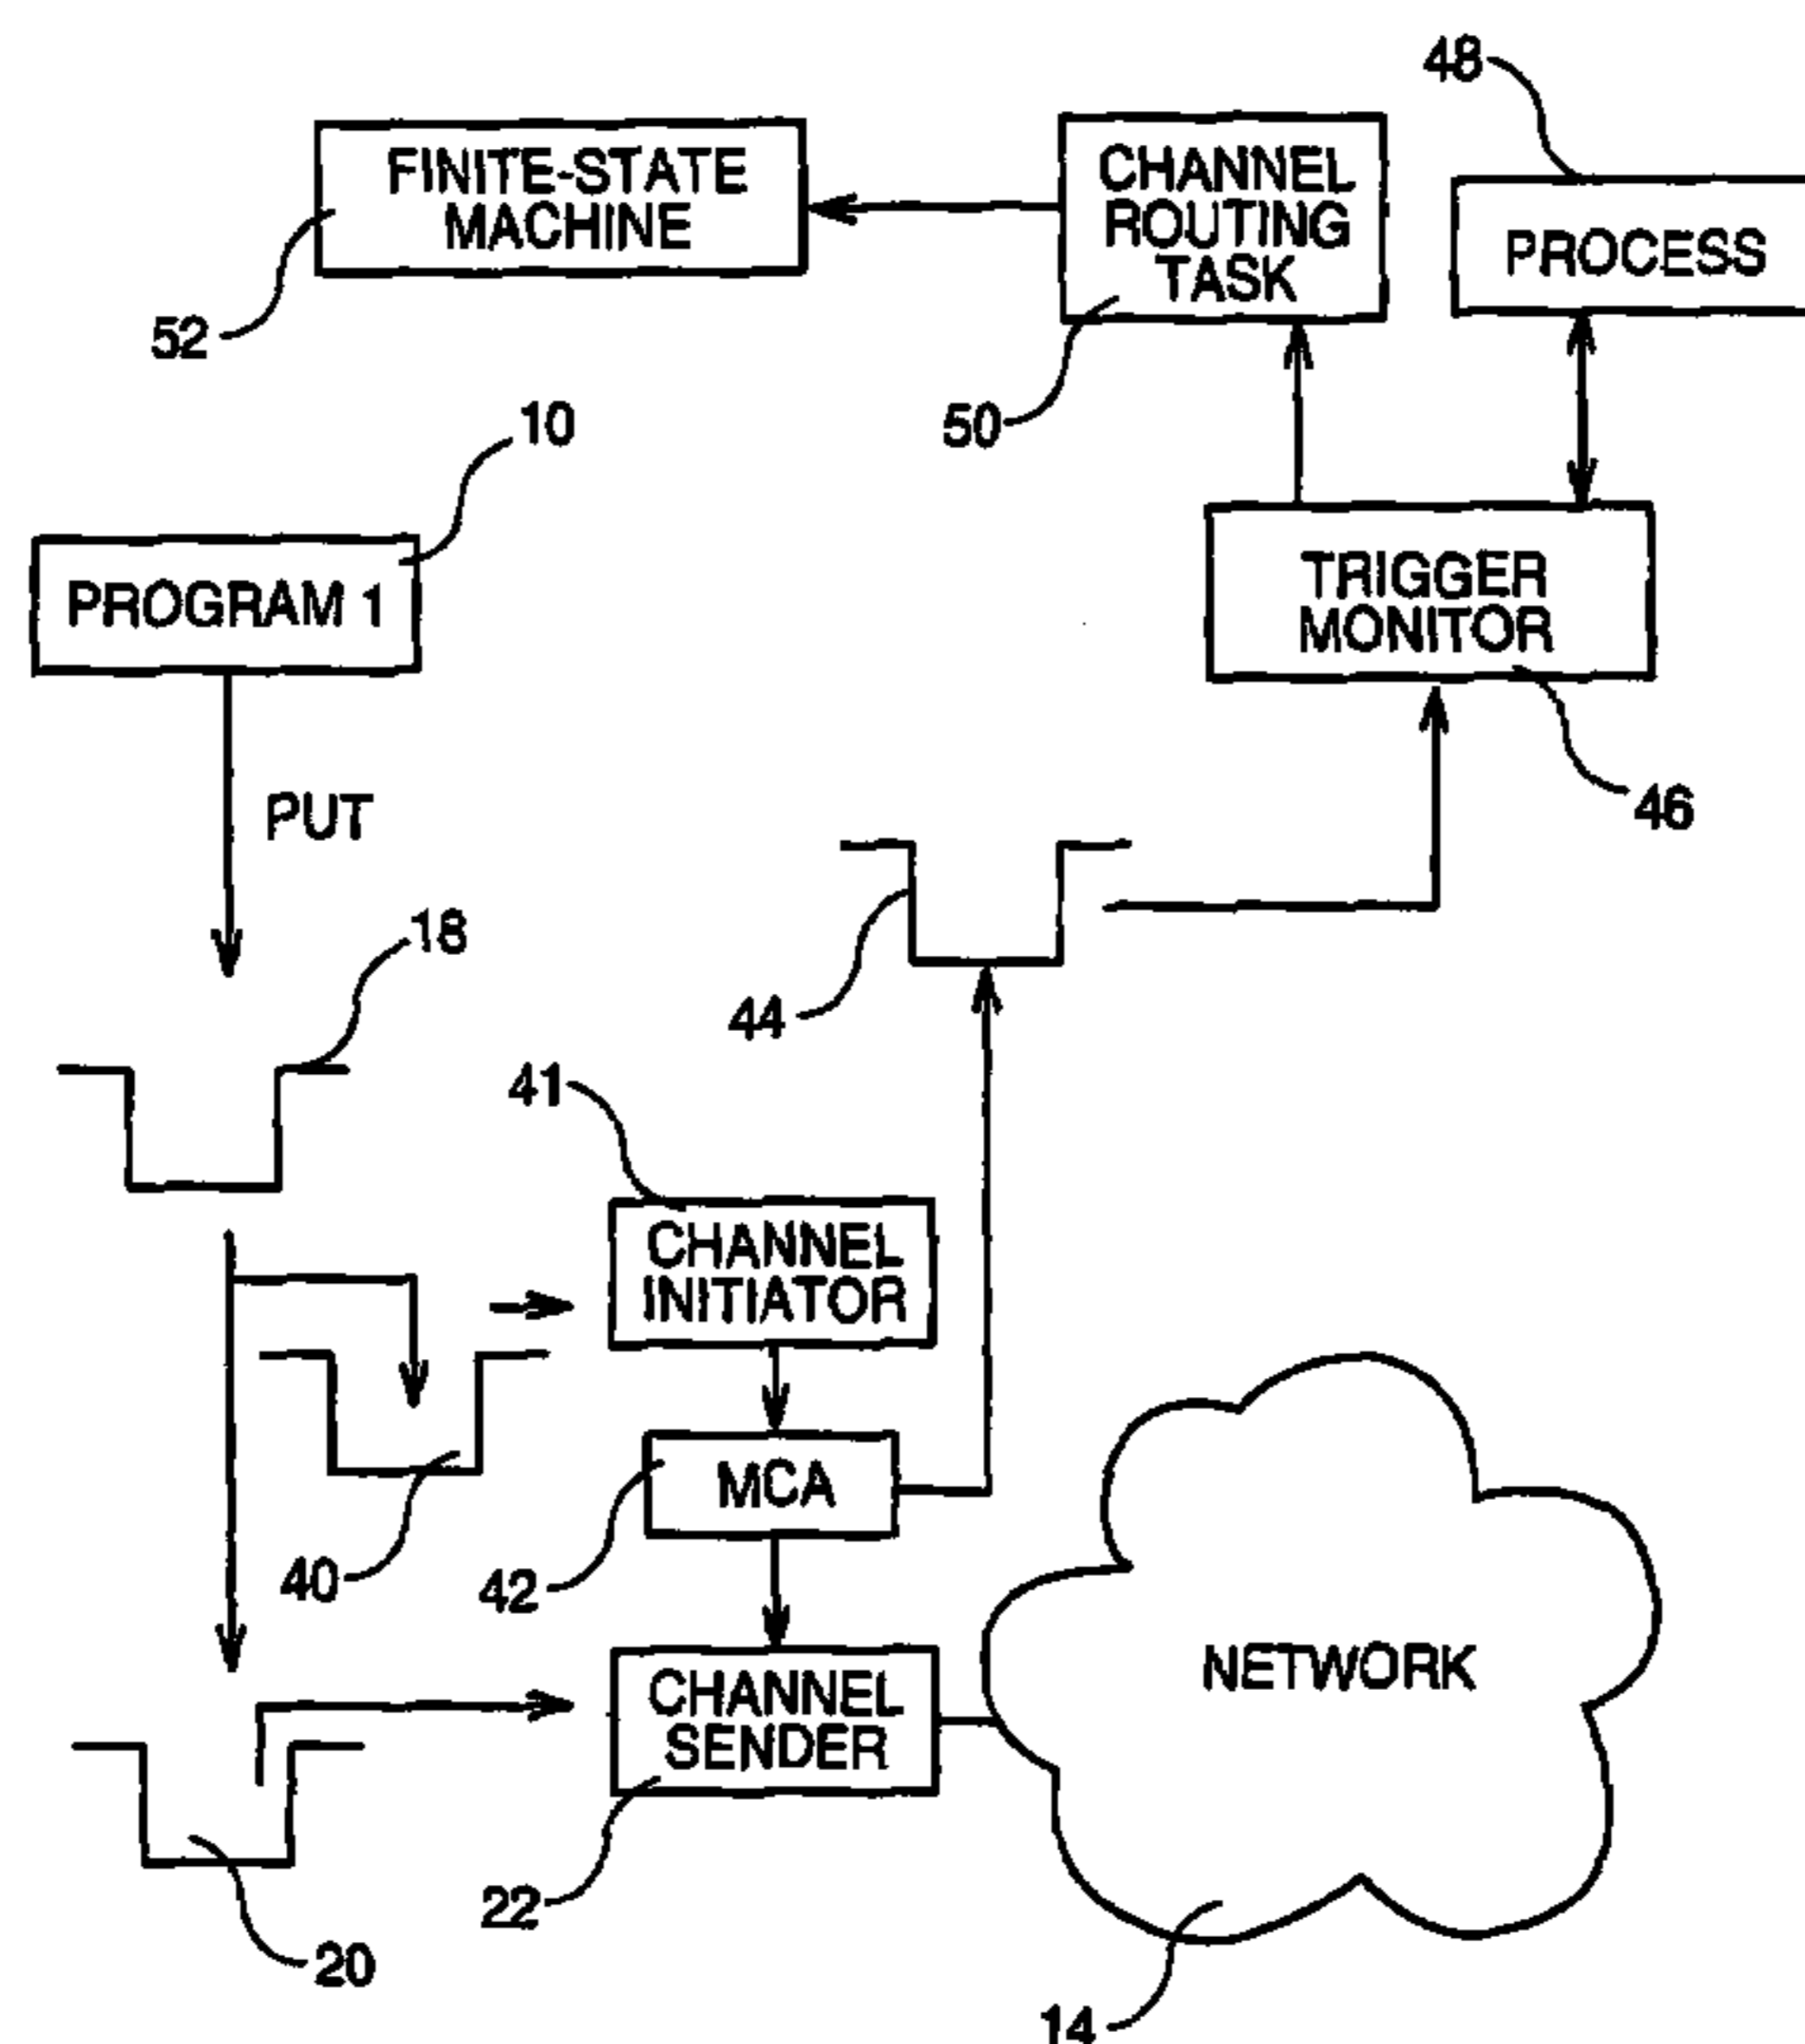 48
FINITE-STATE
MACHINE
CHANNEL
ROUTING
TASK
PROCESS
52
50
10
PROGRAM 1
TRIGGER
MONITOR
46
PUT
18
44
41
CHANNEL
INITIATOR
MCA
40
42
NETWORK
CHANNEL
SENDER
22
20
14